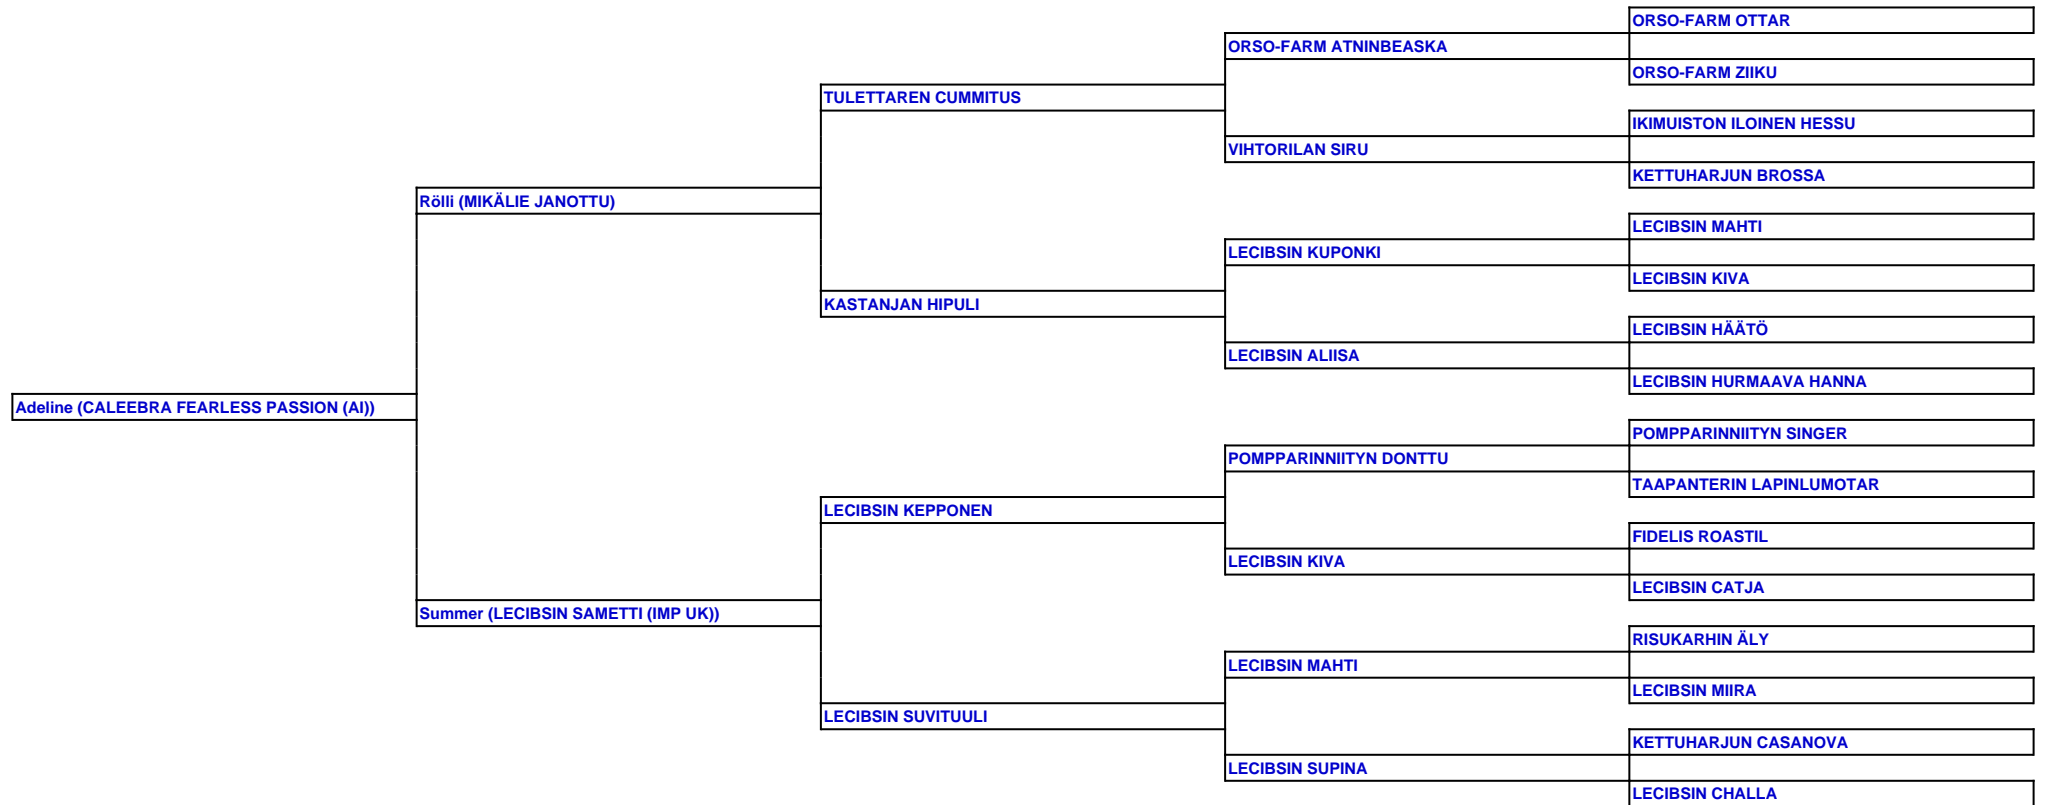 ORSO-FARM OTTAR
ORSO-FARM ATNINBEASKA
ORSO-FARM ZIIKU
TULETTAREN CUMMITUS
IKIMUISTON ILOINEN HESSU
VIHTORILAN SIRU
KETTUHARJUN BROSSA
Rölli (MIKÄLIE JANOTTU)
LECIBSIN MAHTI
LECIBSIN KUPONKI
LECIBSIN KIVA
KASTANJAN HIPULI
LECIBSIN HÄÄTÖ
LECIBSIN ALIISA
LECIBSIN HURMAAVA HANNA
Adeline (CALEEBRA FEARLESS PASSION (AI))
POMPPARINNIITYN SINGER
POMPPARINNIITYN DONTTU
TAAPANTERIN LAPINLUMOTAR
LECIBSIN KEPPONEN
FIDELIS ROASTIL
LECIBSIN KIVA
LECIBSIN CATJA
Summer (LECIBSIN SAMETTI (IMP UK))
RISUKARHIN ÄLY
LECIBSIN MAHTI
LECIBSIN MIIRA
LECIBSIN SUVITUULI
KETTUHARJUN CASANOVA
LECIBSIN SUPINA
LECIBSIN CHALLA